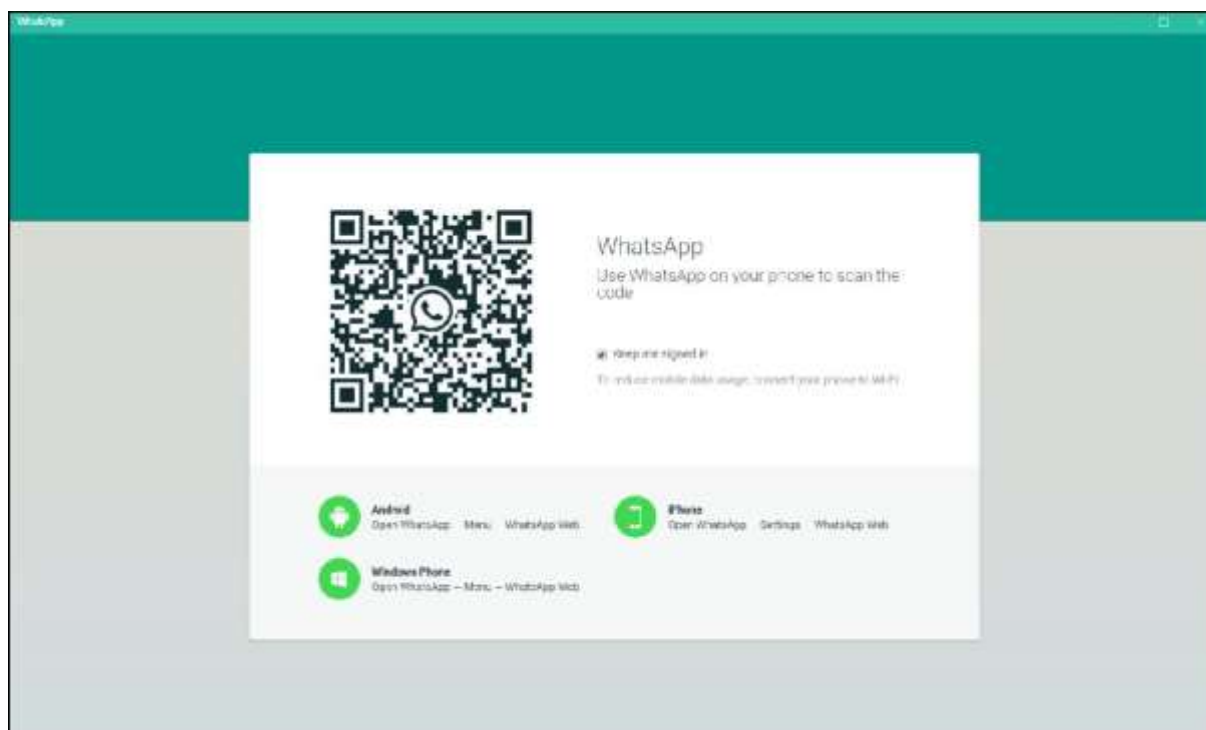 WhatsApp
WhatsApp
Use WhatsApp on your phone to scan the
code
Keep me signed in
To reduce mobile data usage, connect your phone to Wi-Fi
Android
Open WhatsApp Menu WhatsApp Web
iPhone
Open WhatsApp Settings WhatsApp Web
Windows Phone
Open WhatsApp – Menu – WhatsApp Web